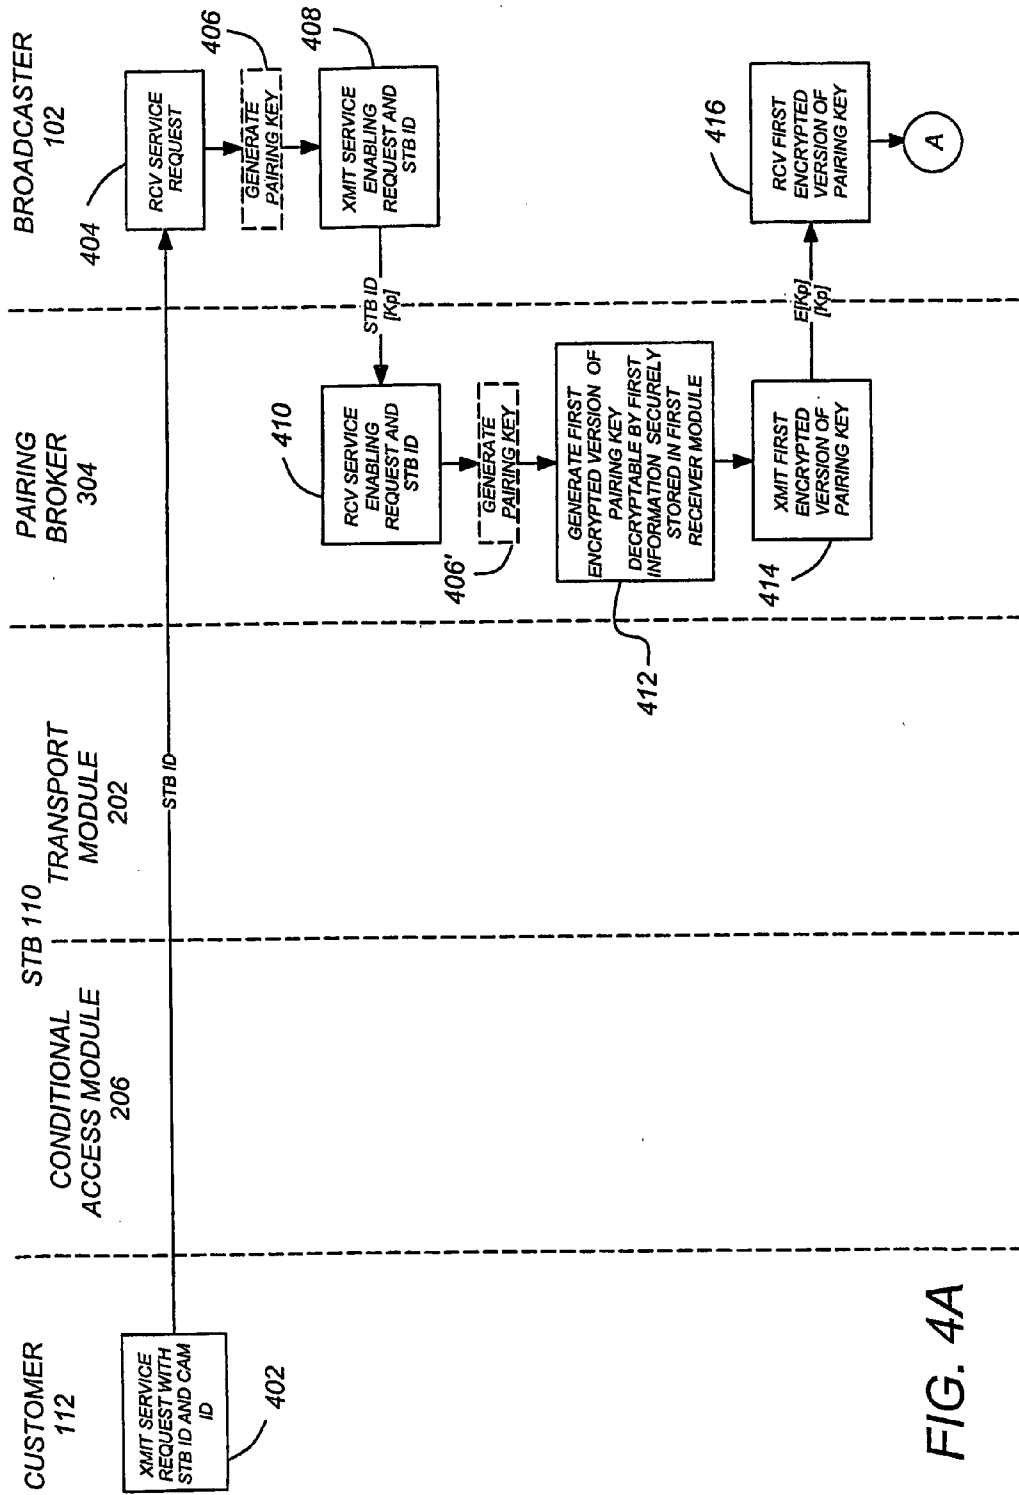 CUSTOMER
112
STB 110
CONDITIONAL
ACCESS MODULE
206
TRANSPORT
MODULE
202
PAIRING
BROKER
304
BROADCASTER
102
XMIT SERVICE
REQUEST WITH
STB ID AND CAM
ID
402
STB ID
404
RCV SERVICE
REQUEST
GENERATE
PAIRING KEY
406
XMIT SERVICE
ENABLING
REQUEST AND
STB ID
408
STB ID
[Kp]
410
RCV SERVICE
ENABLING
REQUEST AND
STB ID
GENERATE
PAIRING KEY
406'
GENERATE FIRST
ENCRYPTED VERSION OF
PAIRING KEY
DECRYPTABLE BY FIRST
INFORMATION SECURELY
STORED IN FIRST
RECEIVER MODULE
412
XMIT FIRST
ENCRYPTED
VERSION OF
PAIRING KEY
414
E[Kp]
[Kp]
416
RCV FIRST
ENCRYPTED
VERSION OF
PAIRING KEY
A
FIG. 4A